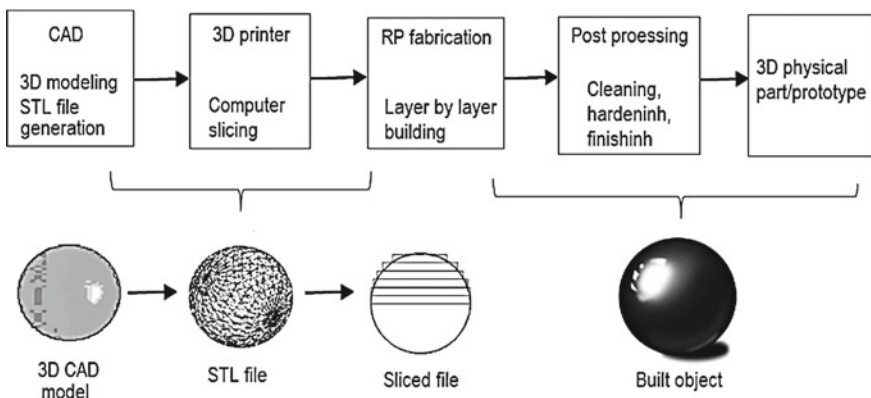 CAD
3D modeling
STL file
generation
3D printer
Computer
slicing
RP fabrication
Layer by layer
building
Post proessing
Cleaning,
hardeninh,
finishinh
3D physical
part/prototype
3D CAD
model
STL file
Sliced file
Built object